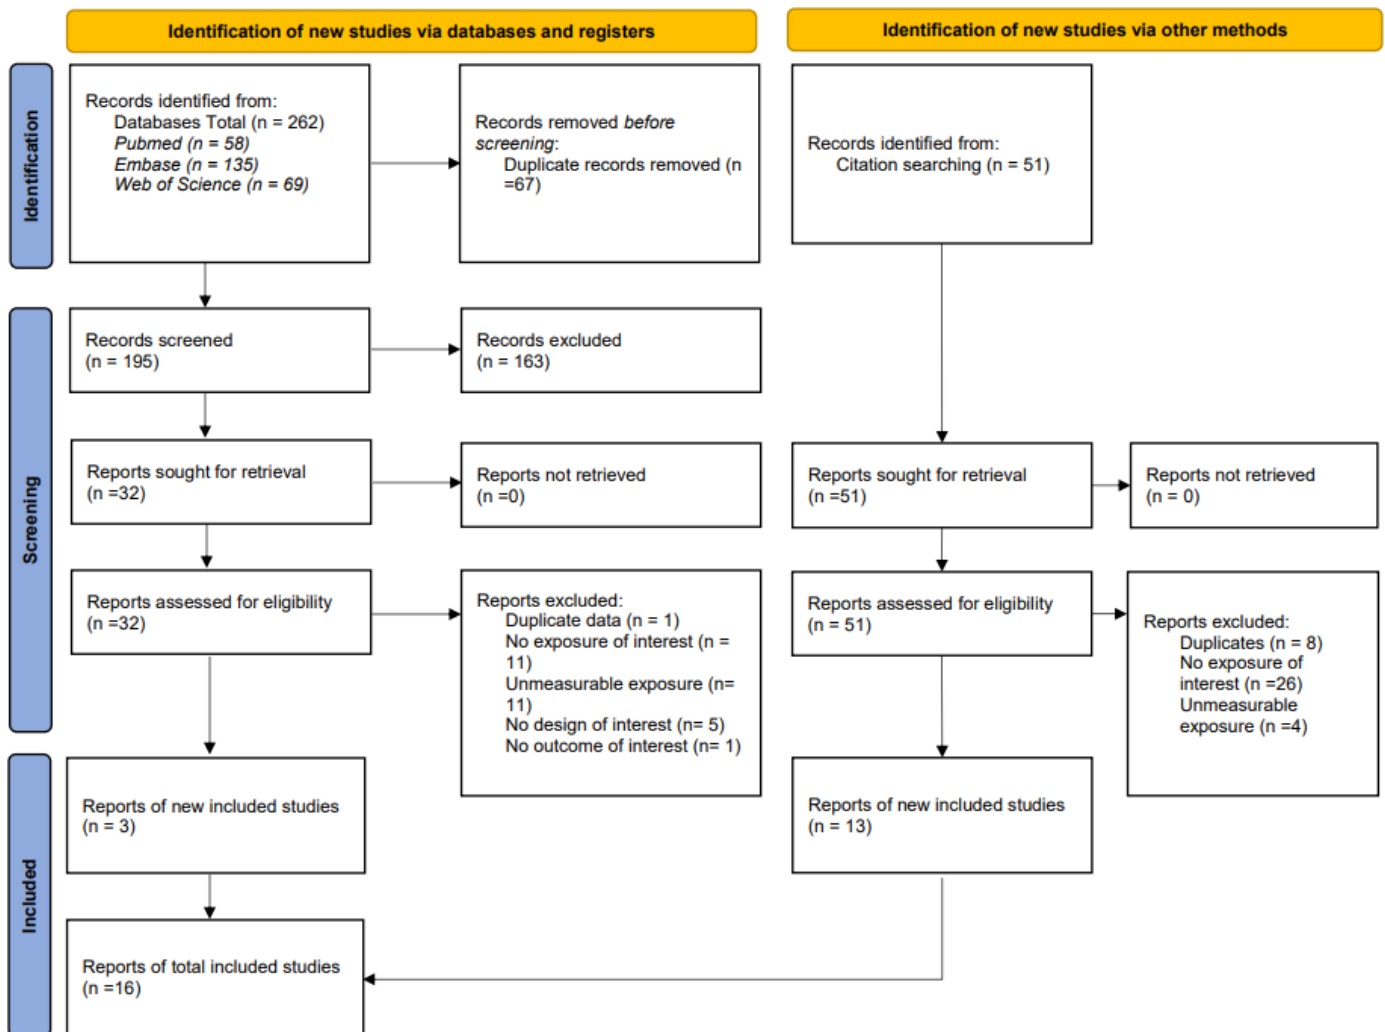 Identification of new studies via databases and registers
Identification of new studies via other methods
Identification
Records identified from:
Databases Total (n = 262)
Pubmed (n = 58)
Embase (n = 135)
Web of Science (n = 69)
Records removed before
screening:
Duplicate records removed (n
=67)
Records identified from:
Citation searching (n = 51)
Screening
Records screened
(n = 195)
Records excluded
(n = 163)
Reports sought for retrieval
(n =32)
Reports not retrieved
(n =0)
Reports sought for retrieval
(n =51)
Reports not retrieved
(n = 0)
Reports assessed for eligibility
(n =32)
Reports excluded:
Duplicate data (n = 1)
No exposure of interest (n =
11)
Unmeasurable exposure (n=
11)
No design of interest (n= 5)
No outcome of interest (n= 1)
Reports assessed for eligibility
(n = 51)
Reports excluded:
Duplicates (n = 8)
No exposure of
interest (n =26)
Unmeasurable
exposure (n =4)
Included
Reports of new included studies
(n = 3)
Reports of new included studies
(n = 13)
Reports of total included studies
(n =16)